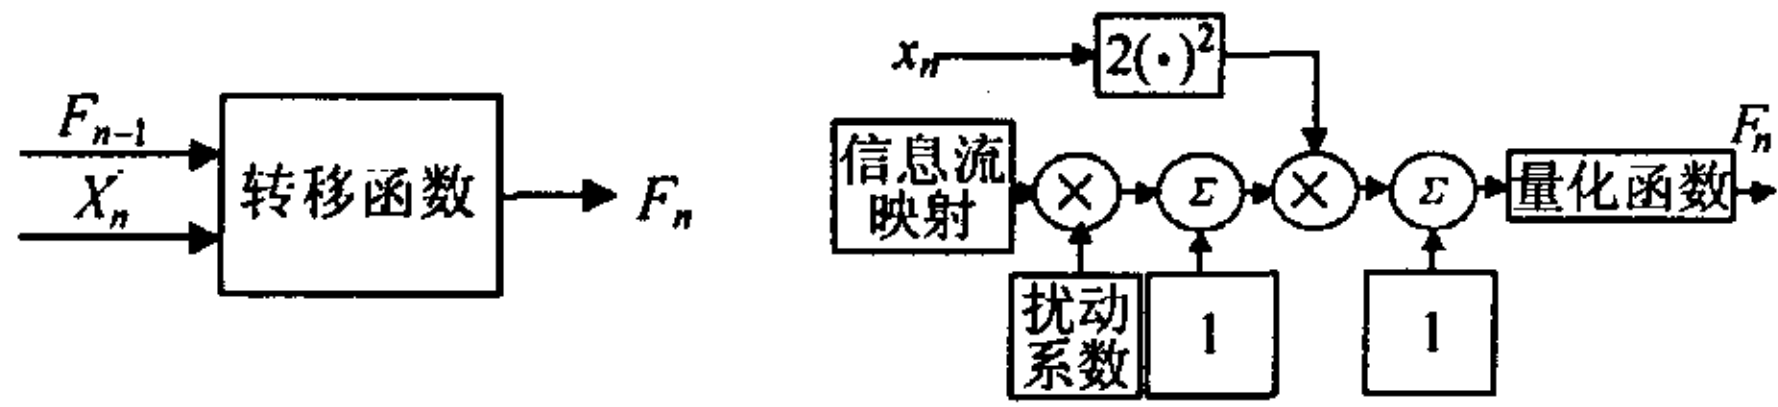 F_{n-1}
X_n
转移函数
F_n
x_n
2(·)²
信息流
映射
×
Σ
×
Σ
量化函数
F_n
扰动
系数
1
1